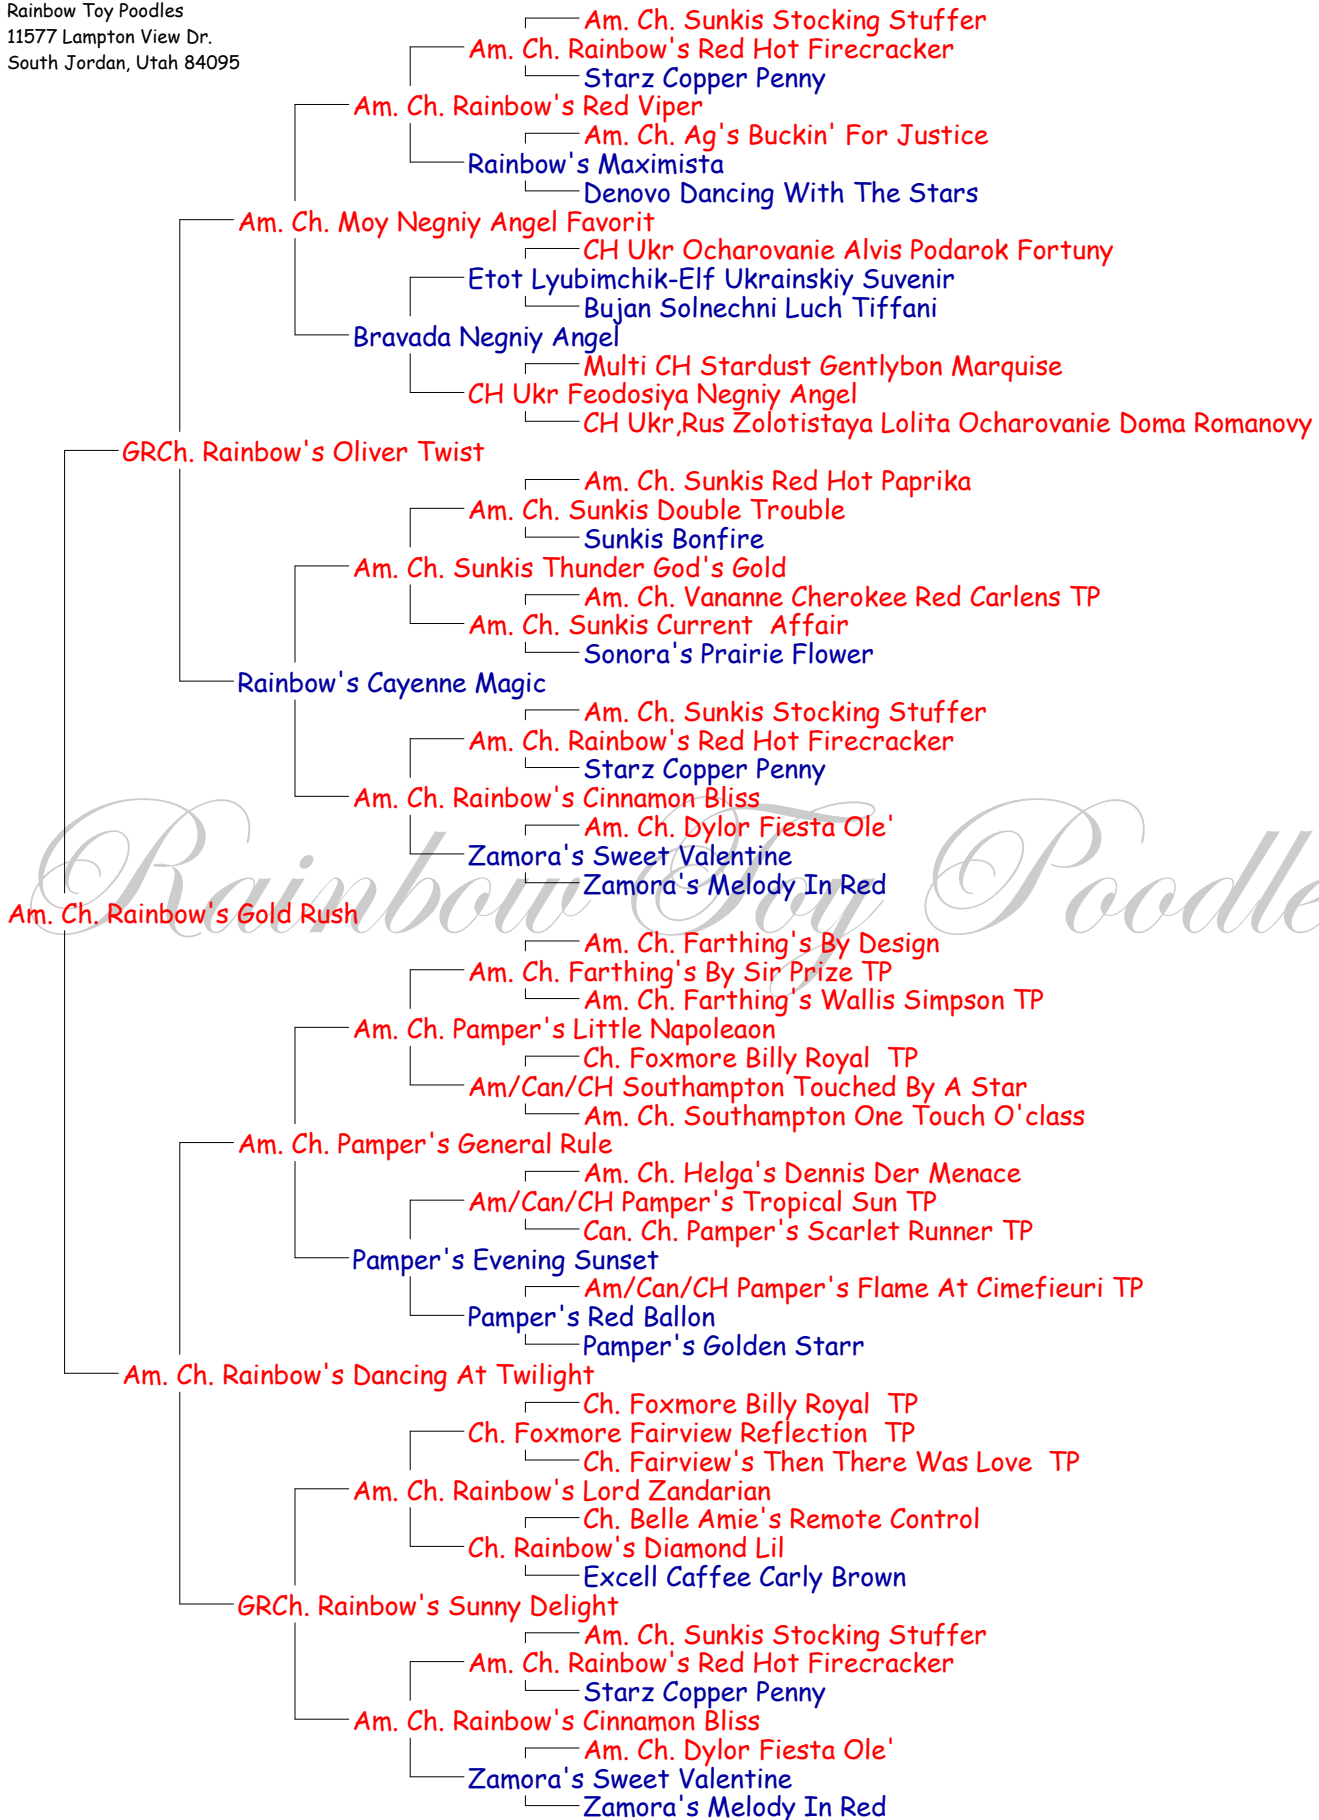 Rainbow Toy Poodles
11577 Lampton View Dr.
South Jordan, Utah 84095
Am. Ch. Sunkis Stocking Stuffer
Am. Ch. Rainbow's Red Hot Firecracker
Starz Copper Penny
Am. Ch. Rainbow's Red Viper
Am. Ch. Ag's Buckin' For Justice
Rainbow's Maximista
Denovo Dancing With The Stars
Am. Ch. Moy Negniy Angel Favorit
CH Ukr Ocharovanie Alvis Podarok Fortuny
Etot Lyubimchik-Elf Ukrainskiy Suvenir
Bujan Solnechni Luch Tiffani
Bravada Negniy Angel
Multi CH Stardust Gentlybon Marquise
CH Ukr Feodosiya Negniy Angel
CH Ukr,Rus Zolotistaya Lolita Ocharovanie Doma Romanovy
GRCh. Rainbow's Oliver Twist
Am. Ch. Sunkis Red Hot Paprika
Am. Ch. Sunkis Double Trouble
Sunkis Bonfire
Am. Ch. Sunkis Thunder God's Gold
Am. Ch. Vananne Cherokee Red Carlens TP
Am. Ch. Sunkis Current  Affair
Sonora's Prairie Flower
Rainbow's Cayenne Magic
Am. Ch. Sunkis Stocking Stuffer
Am. Ch. Rainbow's Red Hot Firecracker
Starz Copper Penny
Am. Ch. Rainbow's Cinnamon Bliss
Am. Ch. Dylor Fiesta Ole'
Zamora's Sweet Valentine
Zamora's Melody In Red
Rainbow Toy Poodle
Am. Ch. Rainbow's Gold Rush
Am. Ch. Farthing's By Design
Am. Ch. Farthing's By Sir Prize TP
Am. Ch. Farthing's Wallis Simpson TP
Am. Ch. Pamper's Little Napoleaon
Ch. Foxmore Billy Royal  TP
Am/Can/CH Southampton Touched By A Star
Am. Ch. Southampton One Touch O'class
Am. Ch. Pamper's General Rule
Am. Ch. Helga's Dennis Der Menace
Am/Can/CH Pamper's Tropical Sun TP
Can. Ch. Pamper's Scarlet Runner TP
Pamper's Evening Sunset
Am/Can/CH Pamper's Flame At Cimefieuri TP
Pamper's Red Ballon
Pamper's Golden Starr
Am. Ch. Rainbow's Dancing At Twilight
Ch. Foxmore Billy Royal  TP
Ch. Foxmore Fairview Reflection  TP
Ch. Fairview's Then There Was Love  TP
Am. Ch. Rainbow's Lord Zandarian
Ch. Belle Amie's Remote Control
Ch. Rainbow's Diamond Lil
Excell Caffee Carly Brown
GRCh. Rainbow's Sunny Delight
Am. Ch. Sunkis Stocking Stuffer
Am. Ch. Rainbow's Red Hot Firecracker
Starz Copper Penny
Am. Ch. Rainbow's Cinnamon Bliss
Am. Ch. Dylor Fiesta Ole'
Zamora's Sweet Valentine
Zamora's Melody In Red